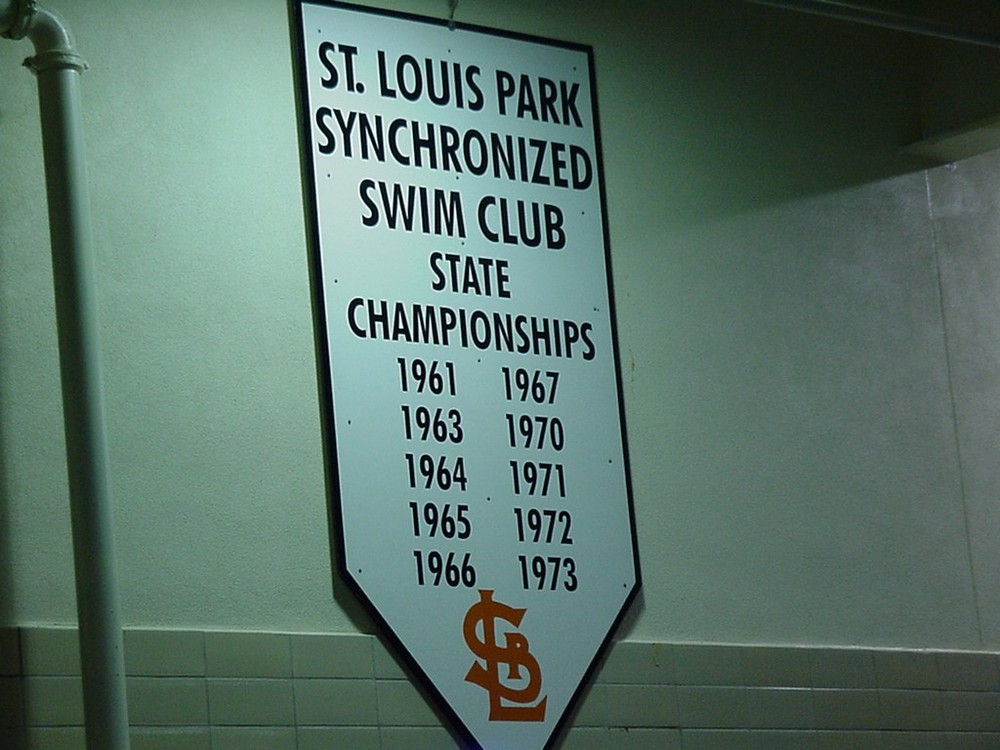 ST. LOUIS PARK
SYNCHRONIZED
SWIM CLUB
STATE
CHAMPIONSHIPS
1961 1967
1963 1970
1964 1971
1965 1972
1966 1973
SLP